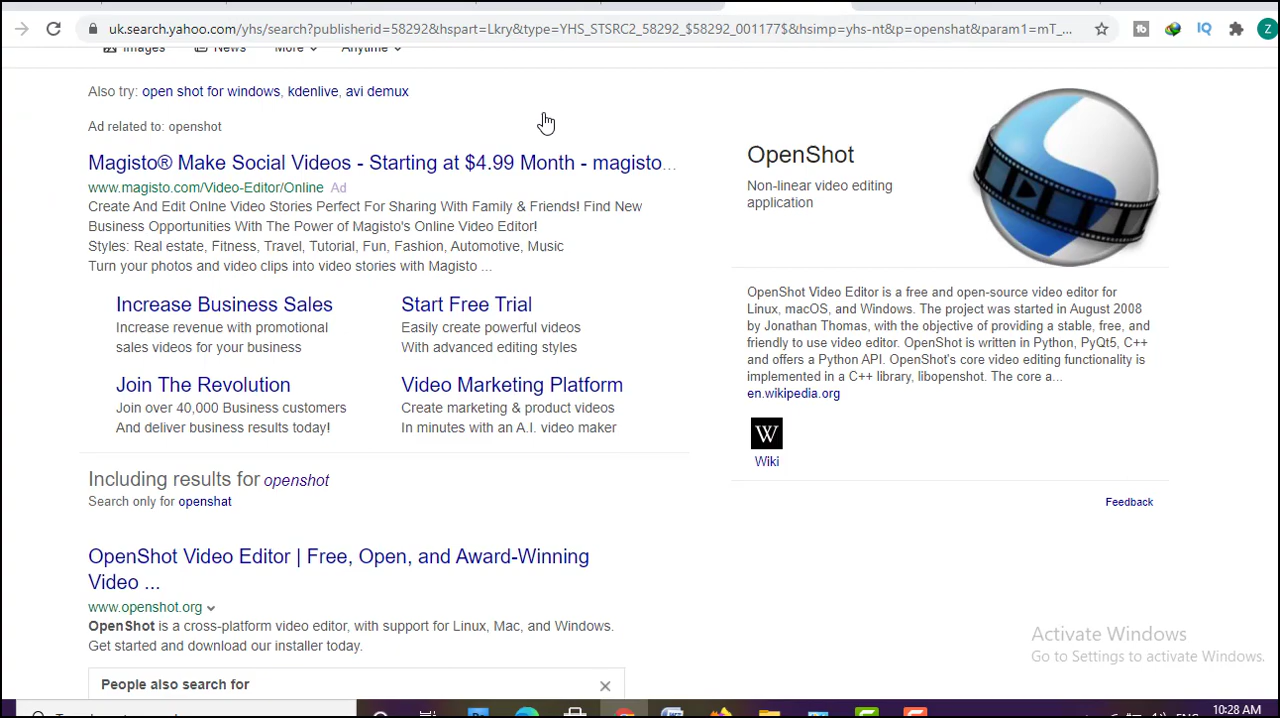 uk.search.yahoo.com/yhs/search?publisherid=58292&hspart=Lkry&type=YHS_STSRC2_58292_$58292_001177$&hsimp=yhs-nt&p=openshat&param1=mT_...
Images News More Anytime
Also try: open shot for windows, kdenlive, avi demux
Ad related to: openshot
Magisto® Make Social Videos - Starting at $4.99 Month - magisto...
www.magisto.com/Video-Editor/Online Ad
Create And Edit Onlne Video Stories Perfect For Sharing With Family & Friends! Find New
Business Opportunities With The Power of Magisto's Online Video Editor!
Styles: Real estate, Fitness, Travel, Tutorial, Fun, Fashion, Automotive, Music
Turn your photos and video clips into video stories with Magisto ...
Increase Business Sales
Increase revenue with promotional
sales videos for your business
Start Free Trial
Easily create powerful videos
With advanced editing styles
Join The Revolution
Join over 40,000 Business customers
And deliver business results today!
Video Marketing Platform
Create marketing & product videos
In minutes with an A.I. video maker
Including results for openshot
Search only for openshat
OpenShot Video Editor | Free, Open, and Award-Winning
Video ...
www.openshot.org
OpenShot is a cross-platform video editor, with support for Linux, Mac, and Windows.
Get started and download our installer today.
People also search for
OpenShot
Non-linear video editing
application
OpenShot Video Editor is a free and open-source video editor for
Linux, macOS, and Windows. The project was started in August 2008
by Jonathan Thomas, with the objective of providing a stable, free, and
friendly to use video editor. OpenShot is written in Python, PyQt5, C++
and offers a Python API. OpenShot's core video editing functionality is
implemented in a C++ library, libopenshot. The core a...
en.wikipedia.org
W
Wiki
Feedback
Activate Windows
Go to Settings to activate Windows.
10:28 AM